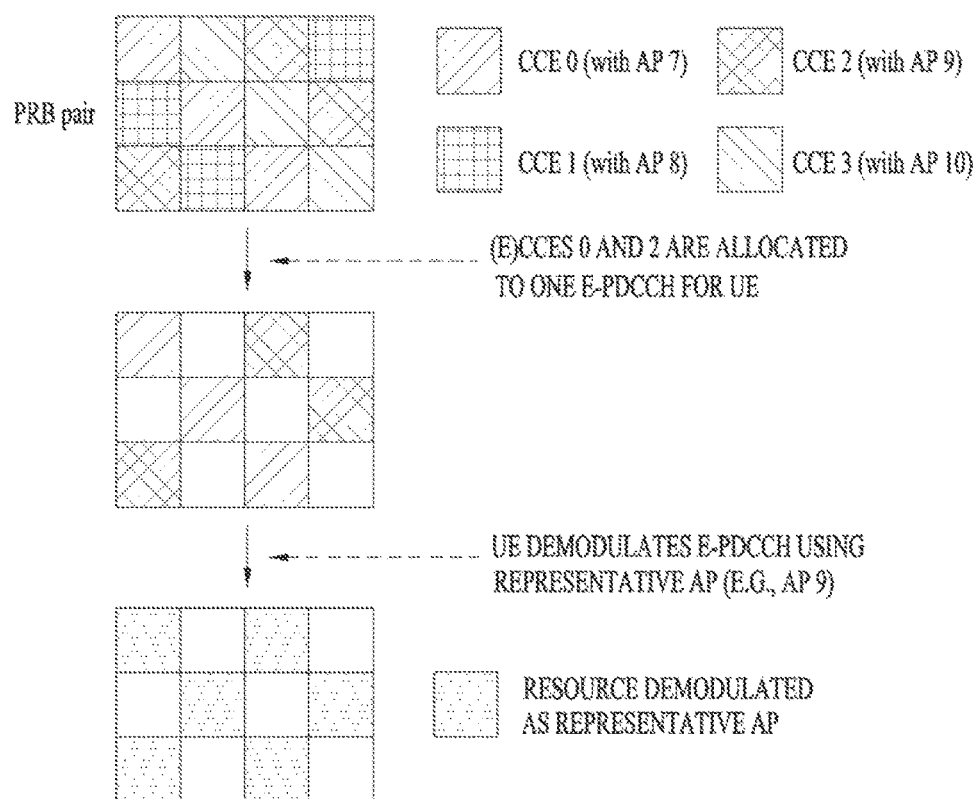 PRB pair
CCE 0 (with AP 7)
CCE 2 (with AP 9)
CCE 1 (with AP 8)
CCE 3 (with AP 10)
(E)CCES 0 AND 2 ARE ALLOCATED
TO ONE E-PDCCH FOR UE
UE DEMODULATES E-PDCCH USING
REPRESENTATIVE AP (E.G., AP 9)
RESOURCE DEMODULATED
AS REPRESENTATIVE AP